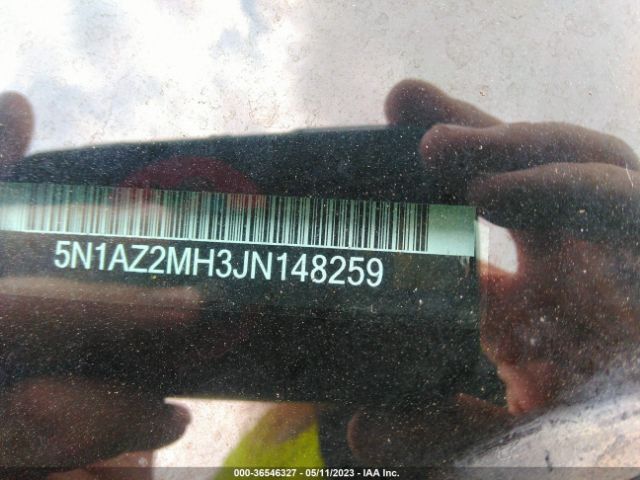 5N1AZ2MH3JN148259
000-36546327 - 05/11/2023 - IAA Inc.